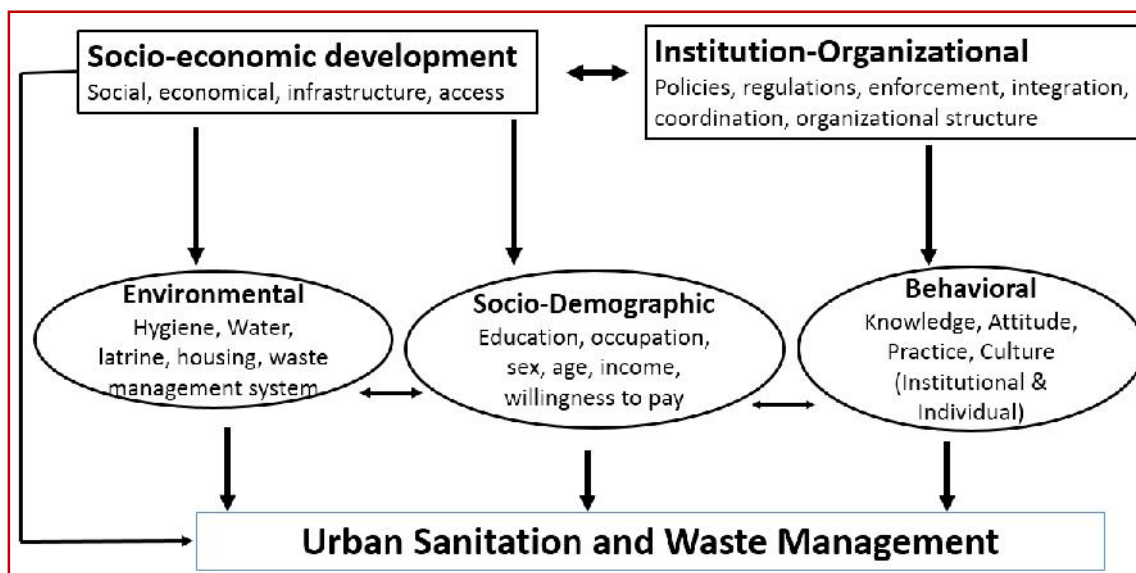 Socio-economic development
Social, economical, infrastructure, access
Institution-Organizational
Policies, regulations, enforcement, integration,
coordination, organizational structure
Environmental
Hygiene, Water,
latrine, housing, waste
management system
Socio-Demographic
Education, occupation,
sex, age, income,
willingness to pay
Behavioral
Knowledge, Attitude,
Practice, Culture
(Institutional &
Individual)
Urban Sanitation and Waste Management